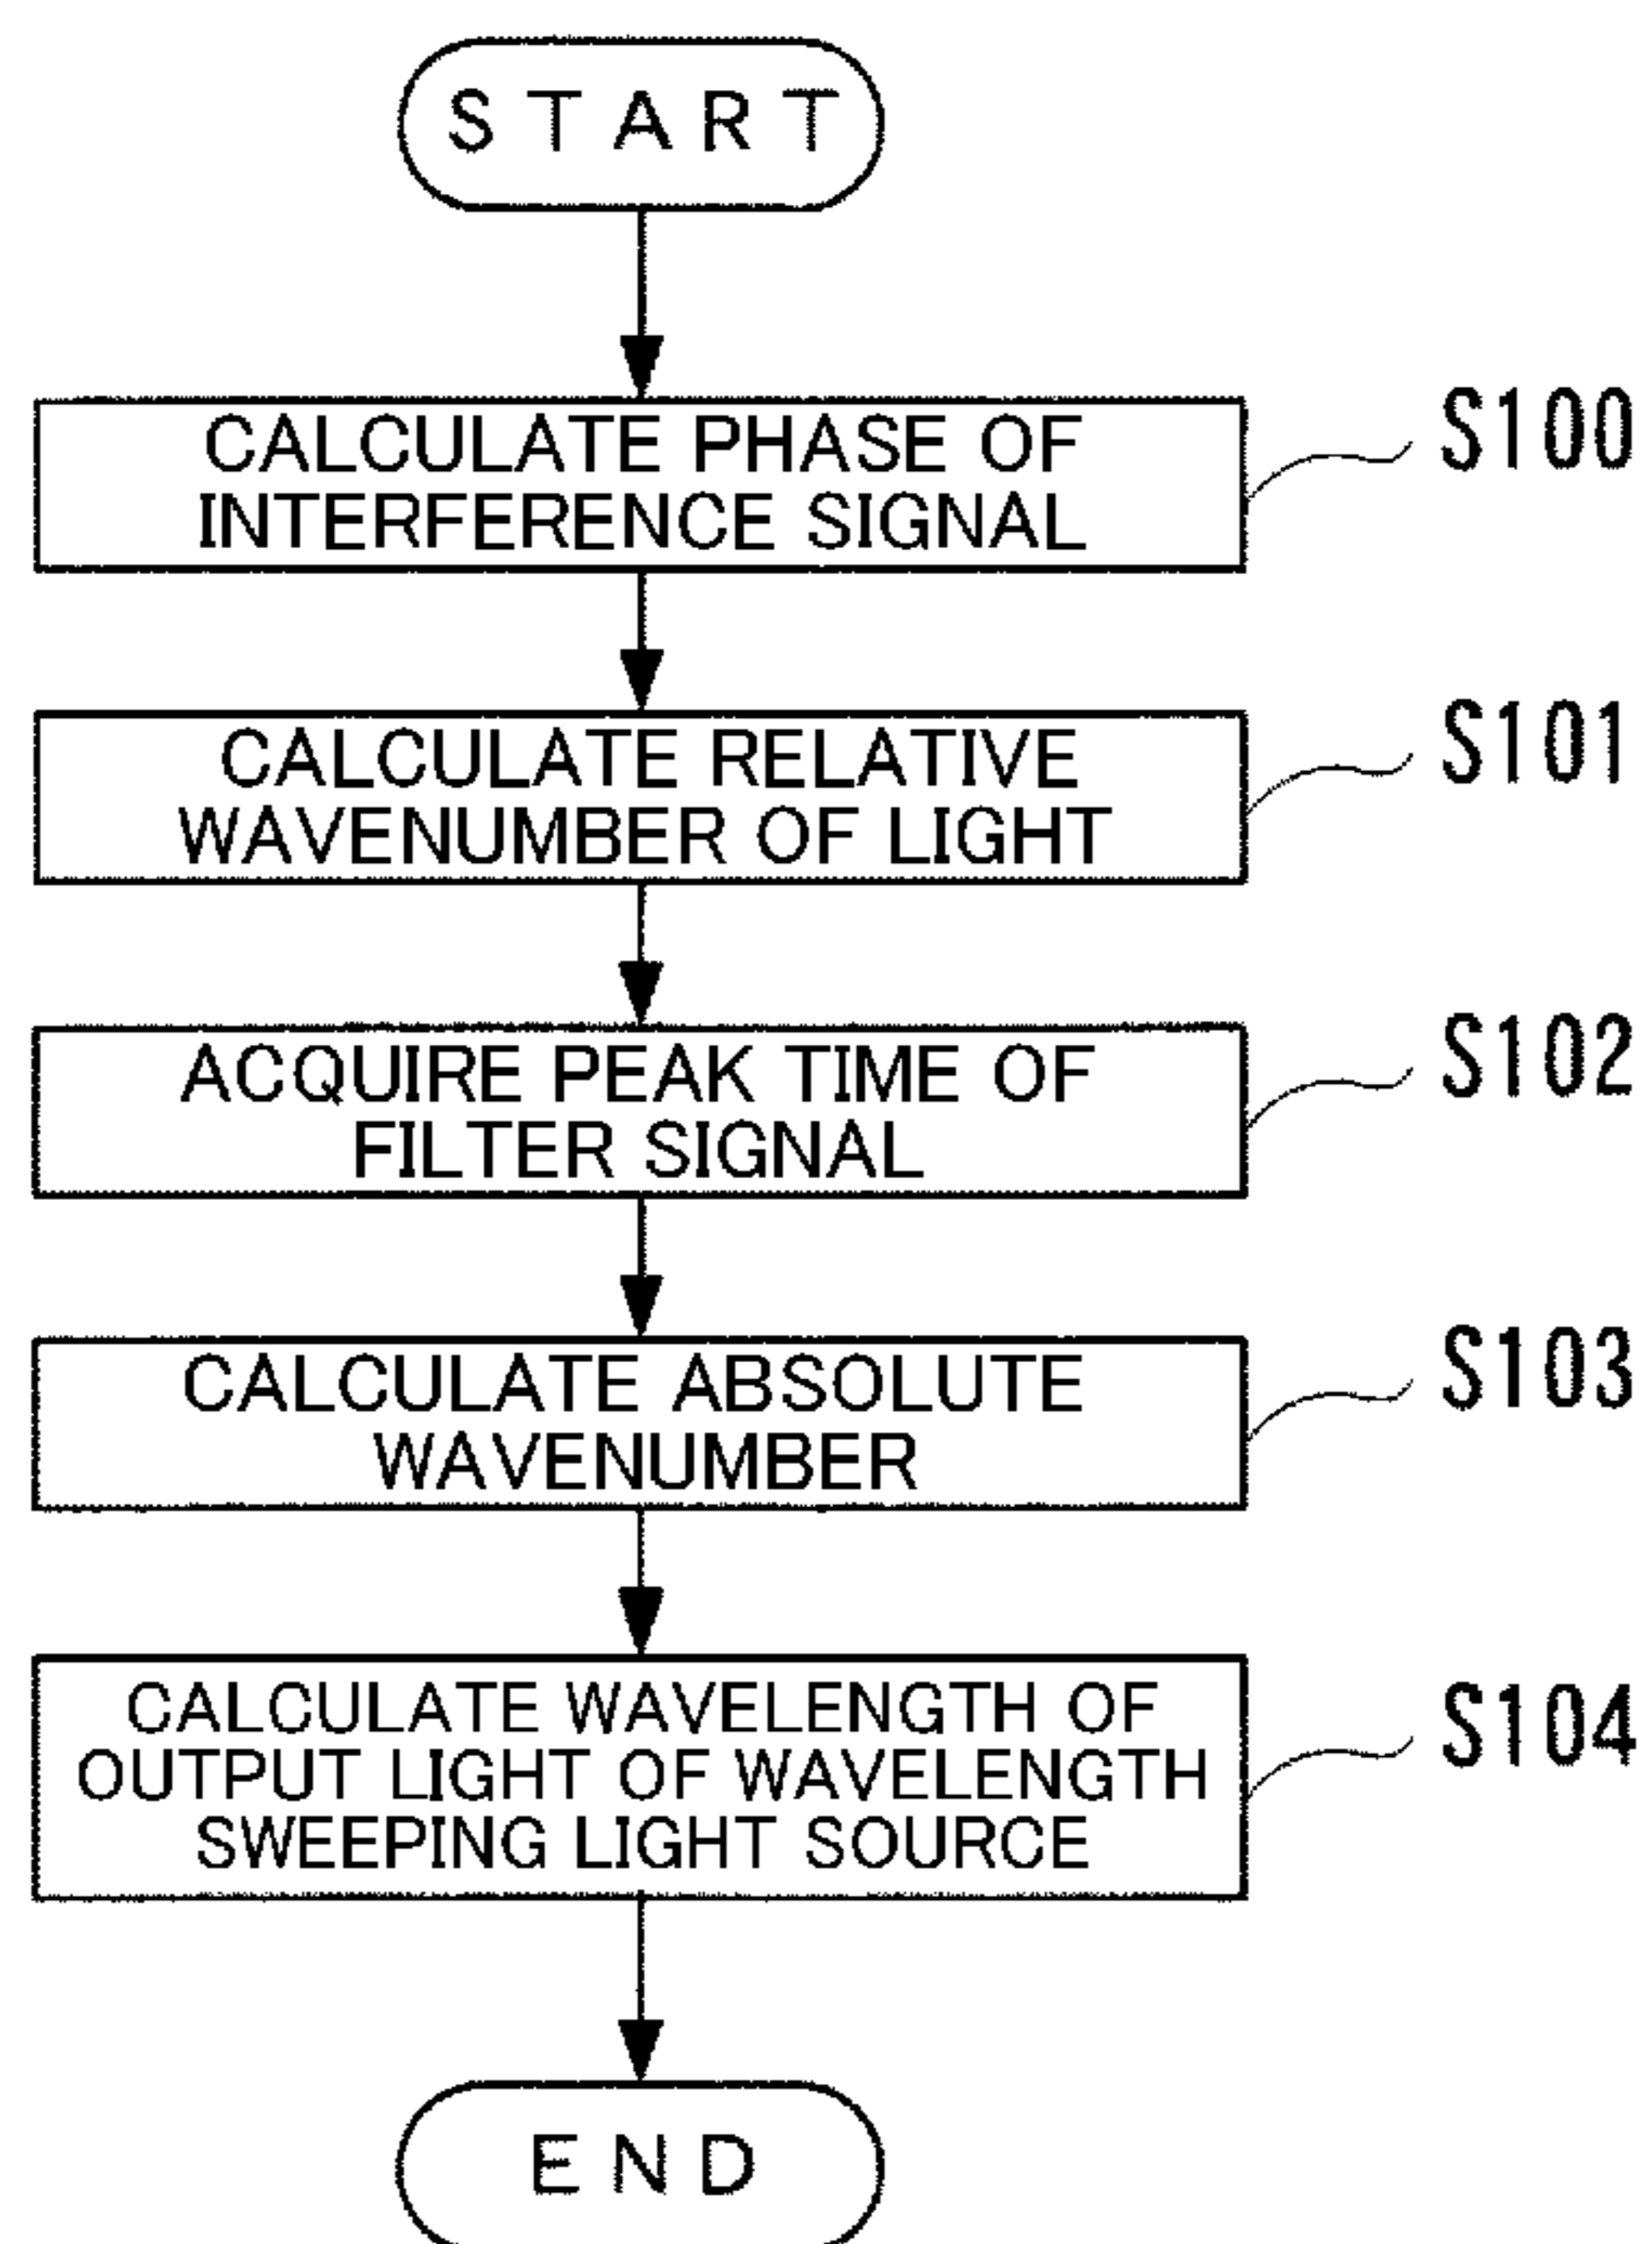 START
CALCULATE PHASE OF
INTERFERENCE SIGNAL
S100
CALCULATE RELATIVE
WAVENUMBER OF LIGHT
S101
ACQUIRE PEAK TIME OF
FILTER SIGNAL
S102
CALCULATE ABSOLUTE
WAVENUMBER
S103
CALCULATE WAVELENGTH OF
OUTPUT LIGHT OF WAVELENGTH
SWEEPING LIGHT SOURCE
S104
END